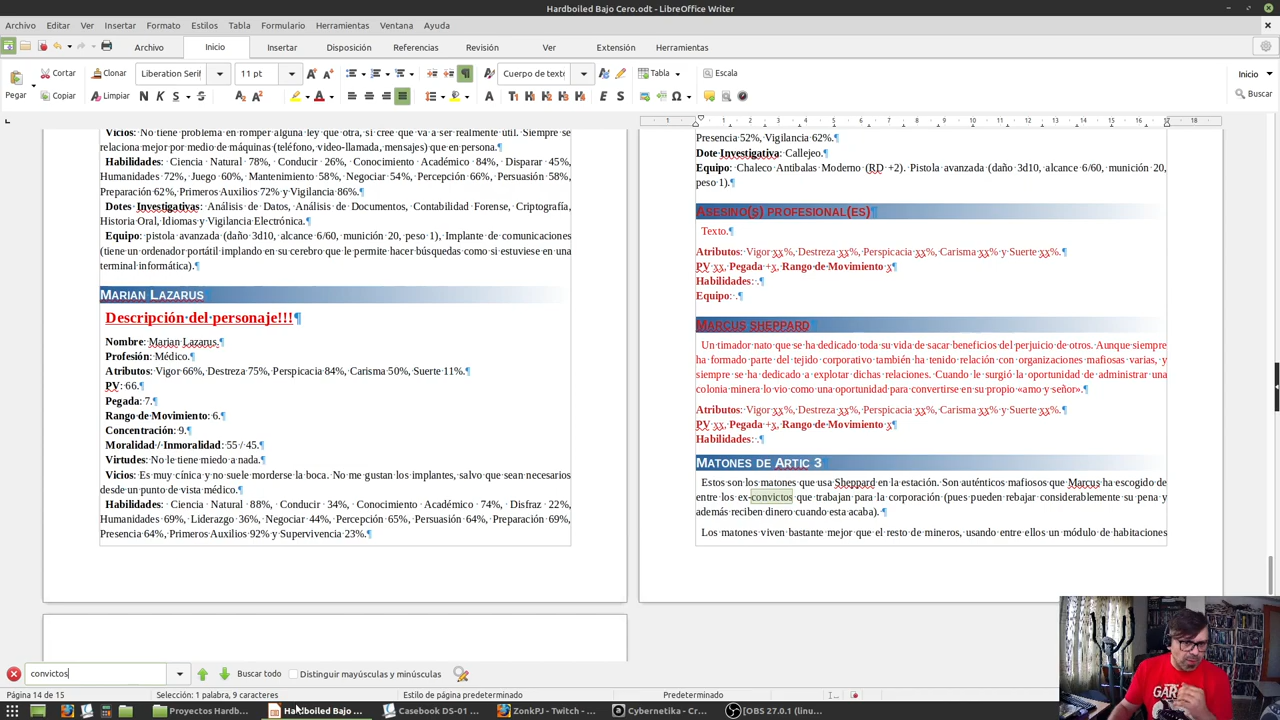 Hardboiled Bajo Cero.odt - LibreOffice Writer
Archivo Editar Ver Insertar Formato Estilos Tabla Formulario Herramientas Ventana Ayuda
Archivo Inicio Insertar Disposición Referencias Revisión Ver Extensión Herramientas
Cortar Clonar Liberation Serif 11 pt Cuerpo de texto Tabla Escala Inicio
Pegar Copiar Limpiar Buscar
Vicios: No tiene problema en romper alguna ley que otra, si cree que va a ser realmente útil. Siempre se
relaciona mejor por medio de máquinas (teléfono, video-llamada, mensajes) que en persona.¶
Habilidades: Ciencia Natural 78%, Conducir 26%, Conocimiento Académico 84%, Disparar 45%,
Humanidades 72%, Juego 60%, Mantenimiento 58%, Negociar 54%, Percepción 66%, Persuasión 58%,
Preparación 62%, Primeros Auxilios 72% y Vigilancia 86%.¶
Dotes Investigativas: Análisis de Datos, Análisis de Documentos, Contabilidad Forense, Criptografía,
Historia Oral, Idiomas y Vigilancia Electrónica.¶
Equipo: pistola avanzada (daño 3d10, alcance 6/60, munición 20, peso 1), Implante de comunicaciones
(tiene un ordenador portátil implando en su cerebro que le permite hacer búsquedas como si estuviese en una
terminal informática).¶
MARIAN LAZARUS
Descripción del personaje!!!¶
Nombre: Marian Lazarus.¶
Profesión: Médico.¶
Atributos: Vigor 66%, Destreza 75%, Perspicacia 84%, Carisma 50%, Suerte 11%.¶
PV: 66.¶
Pegada: 7.¶
Rango de Movimiento: 6.¶
Concentración: 9.¶
Moralidad / Inmoralidad: 55 / 45.¶
Virtudes: No le tiene miedo a nada.¶
Vicios: Es muy cínica y no suele morderse la boca. No me gustan los implantes, salvo que sean necesarios
desde un punto de vista médico.¶
Habilidades: Ciencia Natural 88%, Conducir 34%, Conocimiento Académico 74%, Disfraz 22%,
Humanidades 69%, Liderazgo 36%, Negociar 44%, Percepción 65%, Persuación 64%, Preparación 69%,
Presencia 64%, Primeros Auxilios 92% y Supervivencia 23%.¶
Presencia 52%, Vigilancia 62%.¶
Dote Investigativa: Callejeo.¶
Equipo: Chaleco Antibalas Moderno (RD +2). Pistola avanzada (daño 3d10, alcance 6/60, munición 20,
peso 1).¶
ASESINO(S) PROFESIONAL(ES)¶
Texto.¶
Atributos: Vigor xx%, Destreza xx%, Perspicacia xx%, Carisma xx% y Suerte xx%.¶
PV xx, Pegada +x, Rango de Movimiento x¶
Habilidades: .¶
Equipo: .¶
MARCUS SHEPPARD
Un timador nato que se ha dedicado toda su vida de sacar beneficios del perjuicio de otros. Aunque siempre
ha formado parte del tejido corporativo también ha tenido relación con organizaciones mafiosas varias, y
siempre se ha dedicado a explotar dichas relaciones. Cuando le surgió la oportunidad de administrar una
colonia minera lo vio como una oportunidad para convertirse en su propio «amo y señor».¶
Atributos: Vigor xx%, Destreza xx%, Perspicacia xx%, Carisma xx% y Suerte xx%.¶
PV xx, Pegada +x, Rango de Movimiento x¶
Habilidades: .¶
MATONES DE ARTIC 3
Estos son los matones que usa Sheppard en la estación. Son auténticos mafiosos que Marcus ha escogido de
entre los ex-convictos que trabajan para la corporación (pues pueden rebajar considerablemente su pena y
además reciben dinero cuando esta acaba). ¶
Los matones viven bastante mejor que el resto de mineros, usando entre ellos un módulo de habitaciones
convictos Buscar todo Distinguir mayúsculas y minúsculas
Página 14 de 15 Selección: 1 palabra, 9 caracteres Estilo de página predeterminado Predeterminado
Proyectos Hardb... Hardboiled Bajo ... Casebook DS-01 ... ZonkPJ - Twitch - ... Cybernetika - Cr... [OBS 27.0.1 (linu...